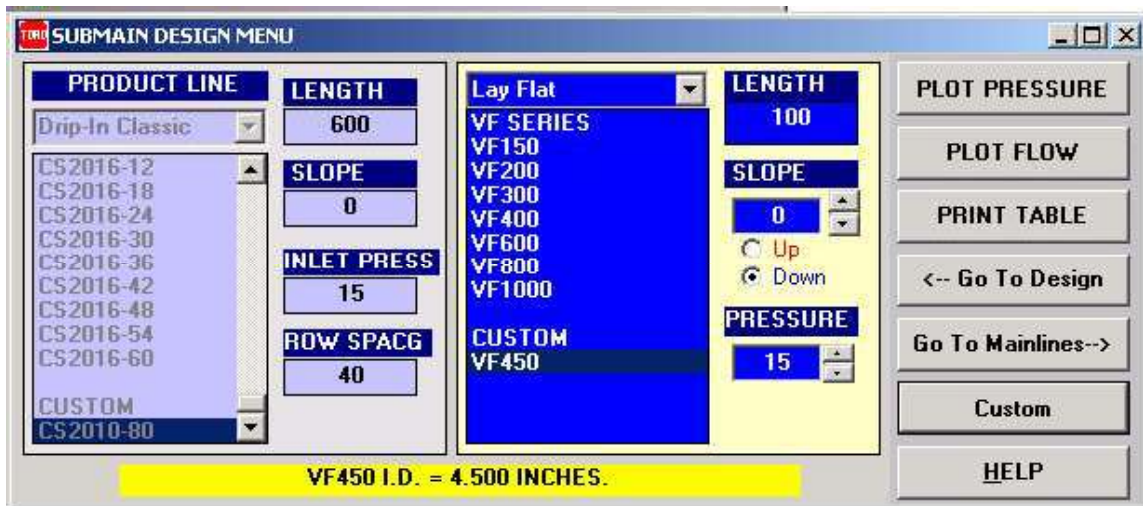 TORO SUBMAIN DESIGN MENU
PRODUCT LINE
Drip-In Classic
CS2016-12
CS2016-18
CS2016-24
CS2016-30
CS2016-36
CS2016-42
CS2016-48
CS2016-54
CS2016-60
CUSTOM
CS2010-80
LENGTH
600
SLOPE
0
INLET PRESS
15
ROW SPACG
40
Lay Flat
VF SERIES
VF150
VF200
VF300
VF400
VF600
VF800
VF1000
CUSTOM
VF450
LENGTH
100
SLOPE
0
Up
Down
PRESSURE
15
VF450 I.D. = 4.500 INCHES.
PLOT PRESSURE
PLOT FLOW
PRINT TABLE
<-- Go To Design
Go To Mainlines-->
Custom
HELP